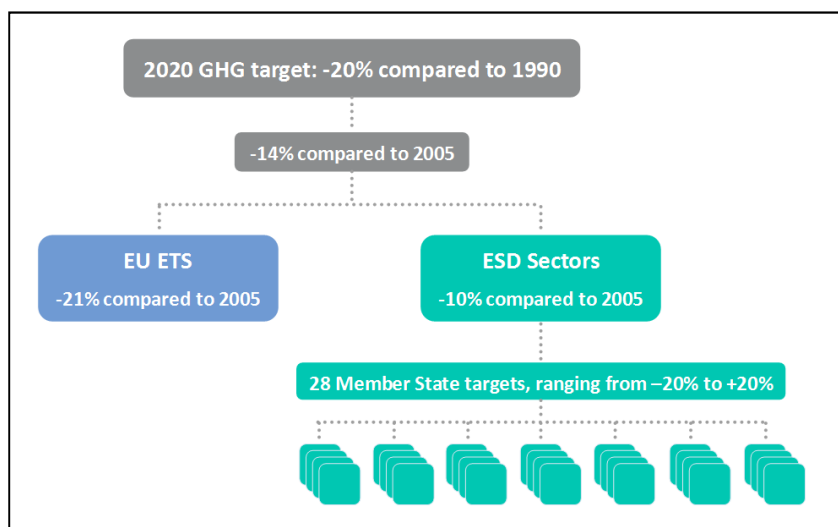 2020 GHG target: -20% compared to 1990
-14% compared to 2005
EU ETS
-21% compared to 2005
ESD Sectors
-10% compared to 2005
28 Member State targets, ranging from –20% to +20%